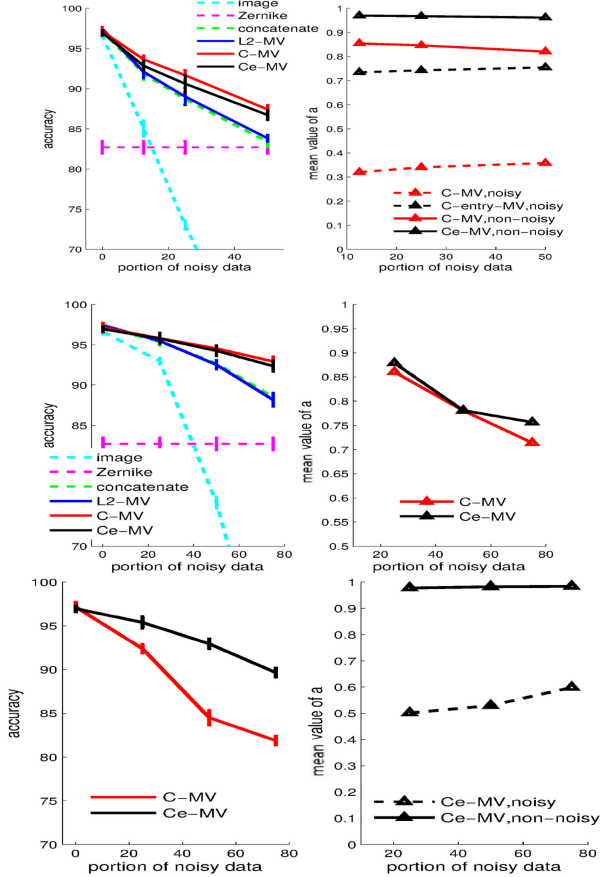 image
Zernike
concatenate
L2-MV
C-MV
Ce-MV
100
95
90
85
80
75
70
accuracy
0
20
40
portion of noisy data
1
0.9
0.8
0.7
0.6
0.5
0.4
0.3
0.2
0.1
0
mean value of a
C-MV,noisy
C-entry-MV,noisy
C-MV,non-noisy
Ce-MV,non-noisy
10
20
30
40
50
portion of noisy data
100
95
90
85
70
accuracy
image
Zernike
concatenate
L2-MV
C-MV
Ce-MV
0
20
40
60
80
portion of noisy data
1
0.95
0.9
0.85
0.8
0.75
0.7
0.65
0.6
0.55
0.5
mean value of a
C-MV
Ce-MV
20
40
60
80
portion of noisy data
100
95
90
85
80
75
70
accuracy
C-MV
Ce-MV
0
20
40
60
80
portion of noisy data
1
0.9
0.8
0.7
0.6
0.5
0.4
0.3
0.2
0.1
0
mean value of a
Ce-MV,noisy
Ce-MV,non-noisy
20
40
60
80
portion of noisy data